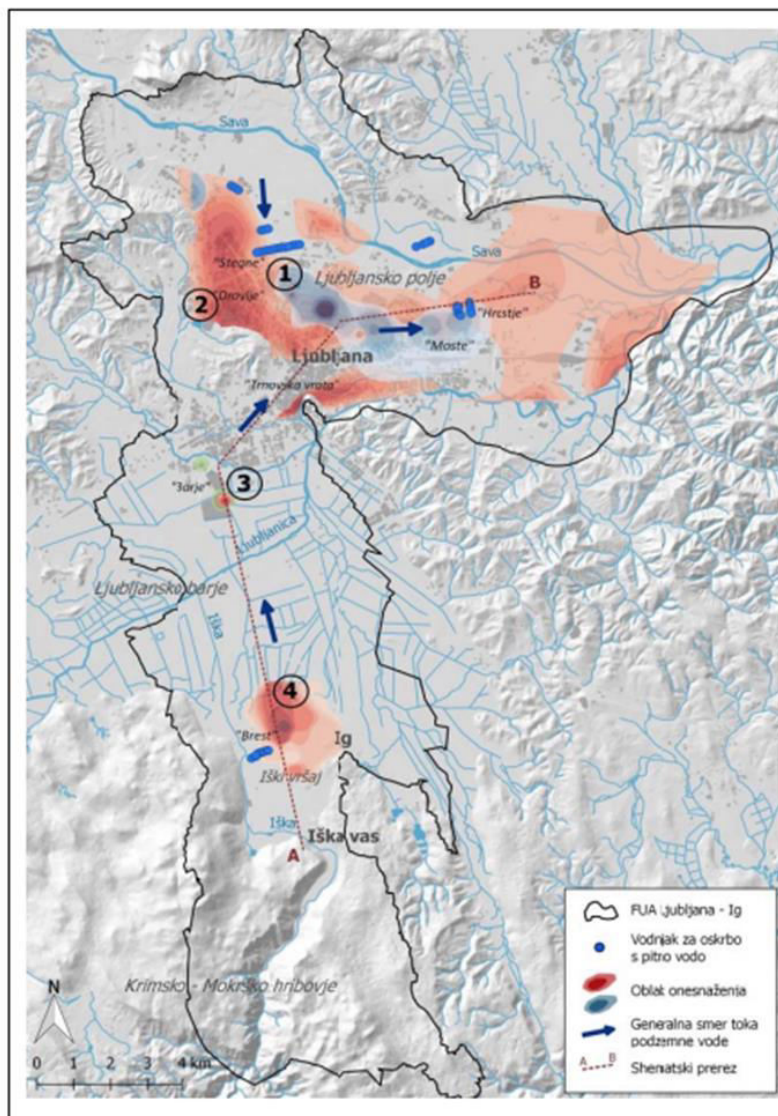 Sava
"Stegne"
1
Ljubljansko polje
Sava
B
2
"Dravlje"
"Hrastje"
"Moste"
Ljubljana
"Trnovska vrata"
3
"Barje"
Ljubljanica
Ljubljansko barje
Iška
4
"Brest"
Ig
Iški vršaj
Iška
Iška vas
A
Krimsko - Mokrško hribovje
N
0 1 2 4 km
FUA Ljubljana - Ig
Vodnjak za oskrbo
s pitno vodo
Oblak onesnaženja
Generalna smer toka
podzemne vode
A B
Shematski prerez